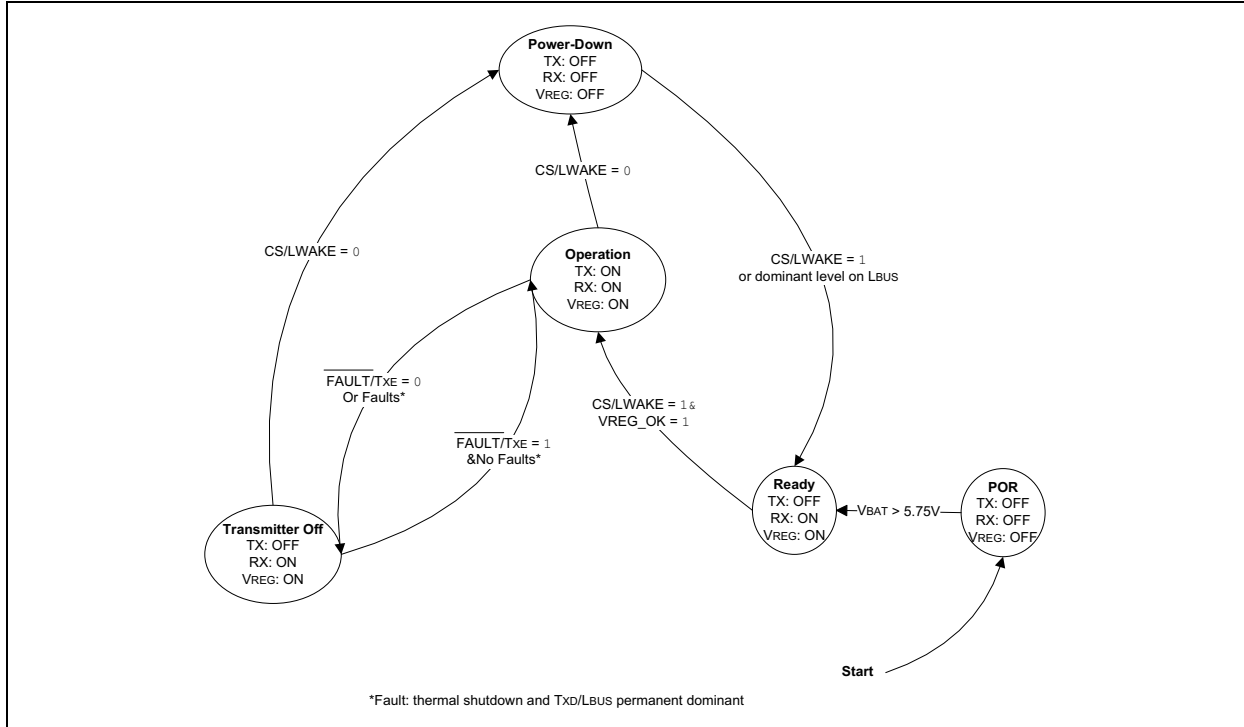 Power-Down
TX: OFF
RX: OFF
VREG: OFF
CS/LWAKE = 0
CS/LWAKE = 0
Operation
TX: ON
RX: ON
VREG: ON
CS/LWAKE = 1
or dominant level on LBUS
FAULT/TXE = 0
Or Faults*
CS/LWAKE = 1 &
VREG_OK = 1
FAULT/TXE = 1
&No Faults*
Ready
TX: OFF
RX: ON
VREG: ON
VBAT > 5.75V
POR
TX: OFF
RX: OFF
VREG: OFF
Transmitter Off
TX: OFF
RX: ON
VREG: ON
Start
*Fault: thermal shutdown and TXD/LBUS permanent dominant